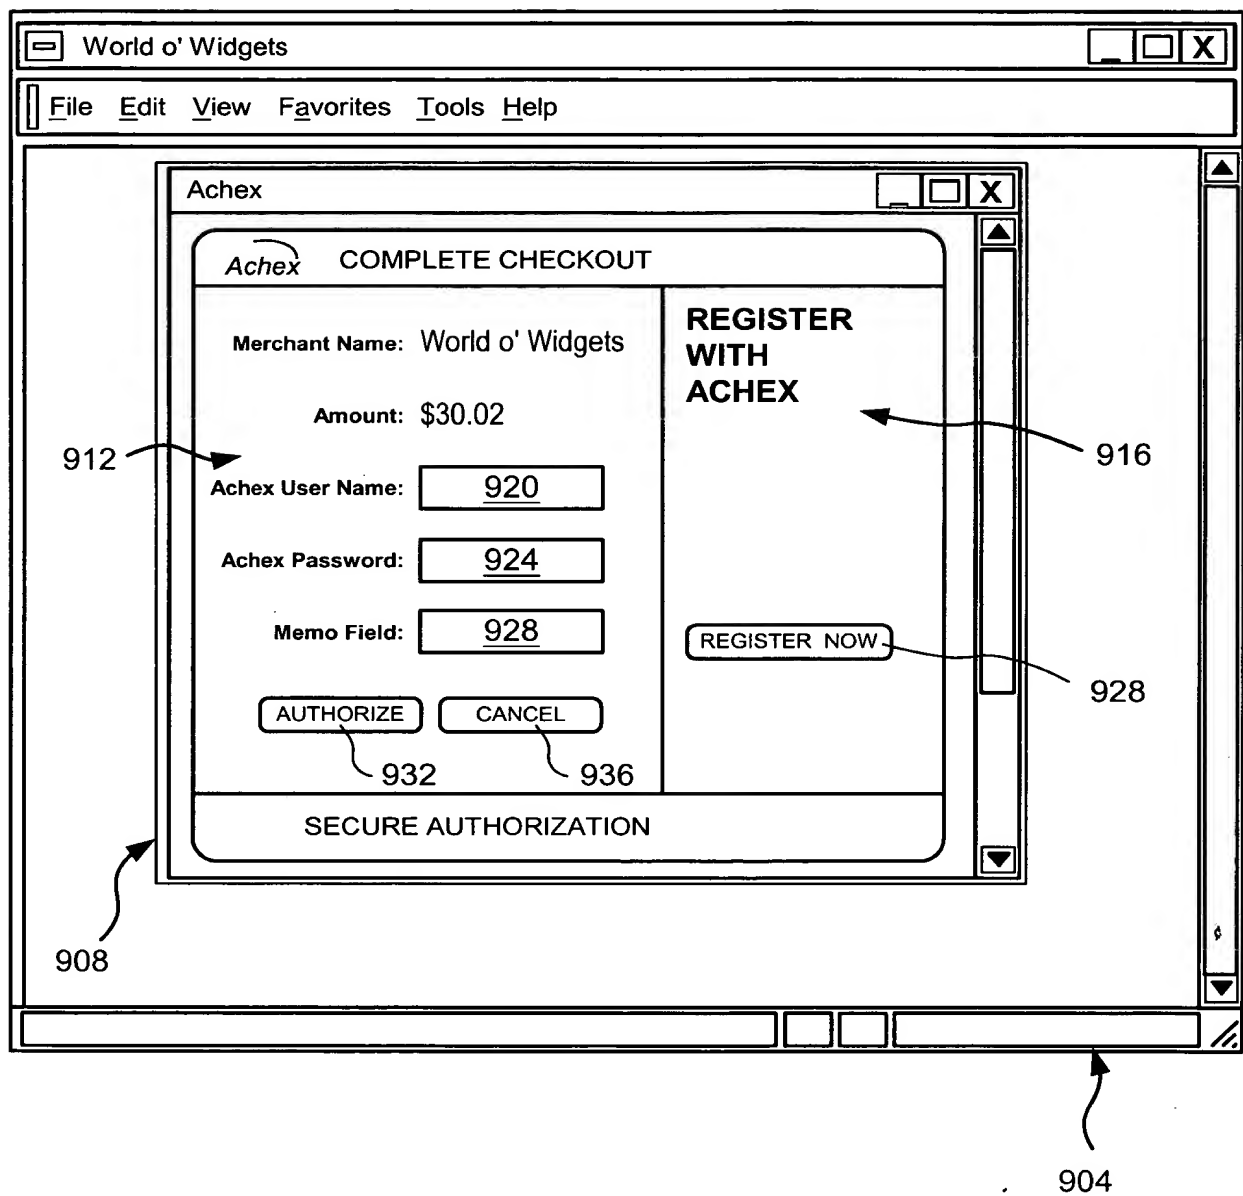 World o' Widgets
X
File Edit View Favorites Tools Help
Achex
X
Achex COMPLETE CHECKOUT
Merchant Name: World o' Widgets
Amount: $30.02
912
Achex User Name: 920
Achex Password: 924
Memo Field: 928
AUTHORIZE CANCEL
932 936
REGISTER
WITH
ACHEX
916
REGISTER NOW
928
SECURE AUTHORIZATION
908
904